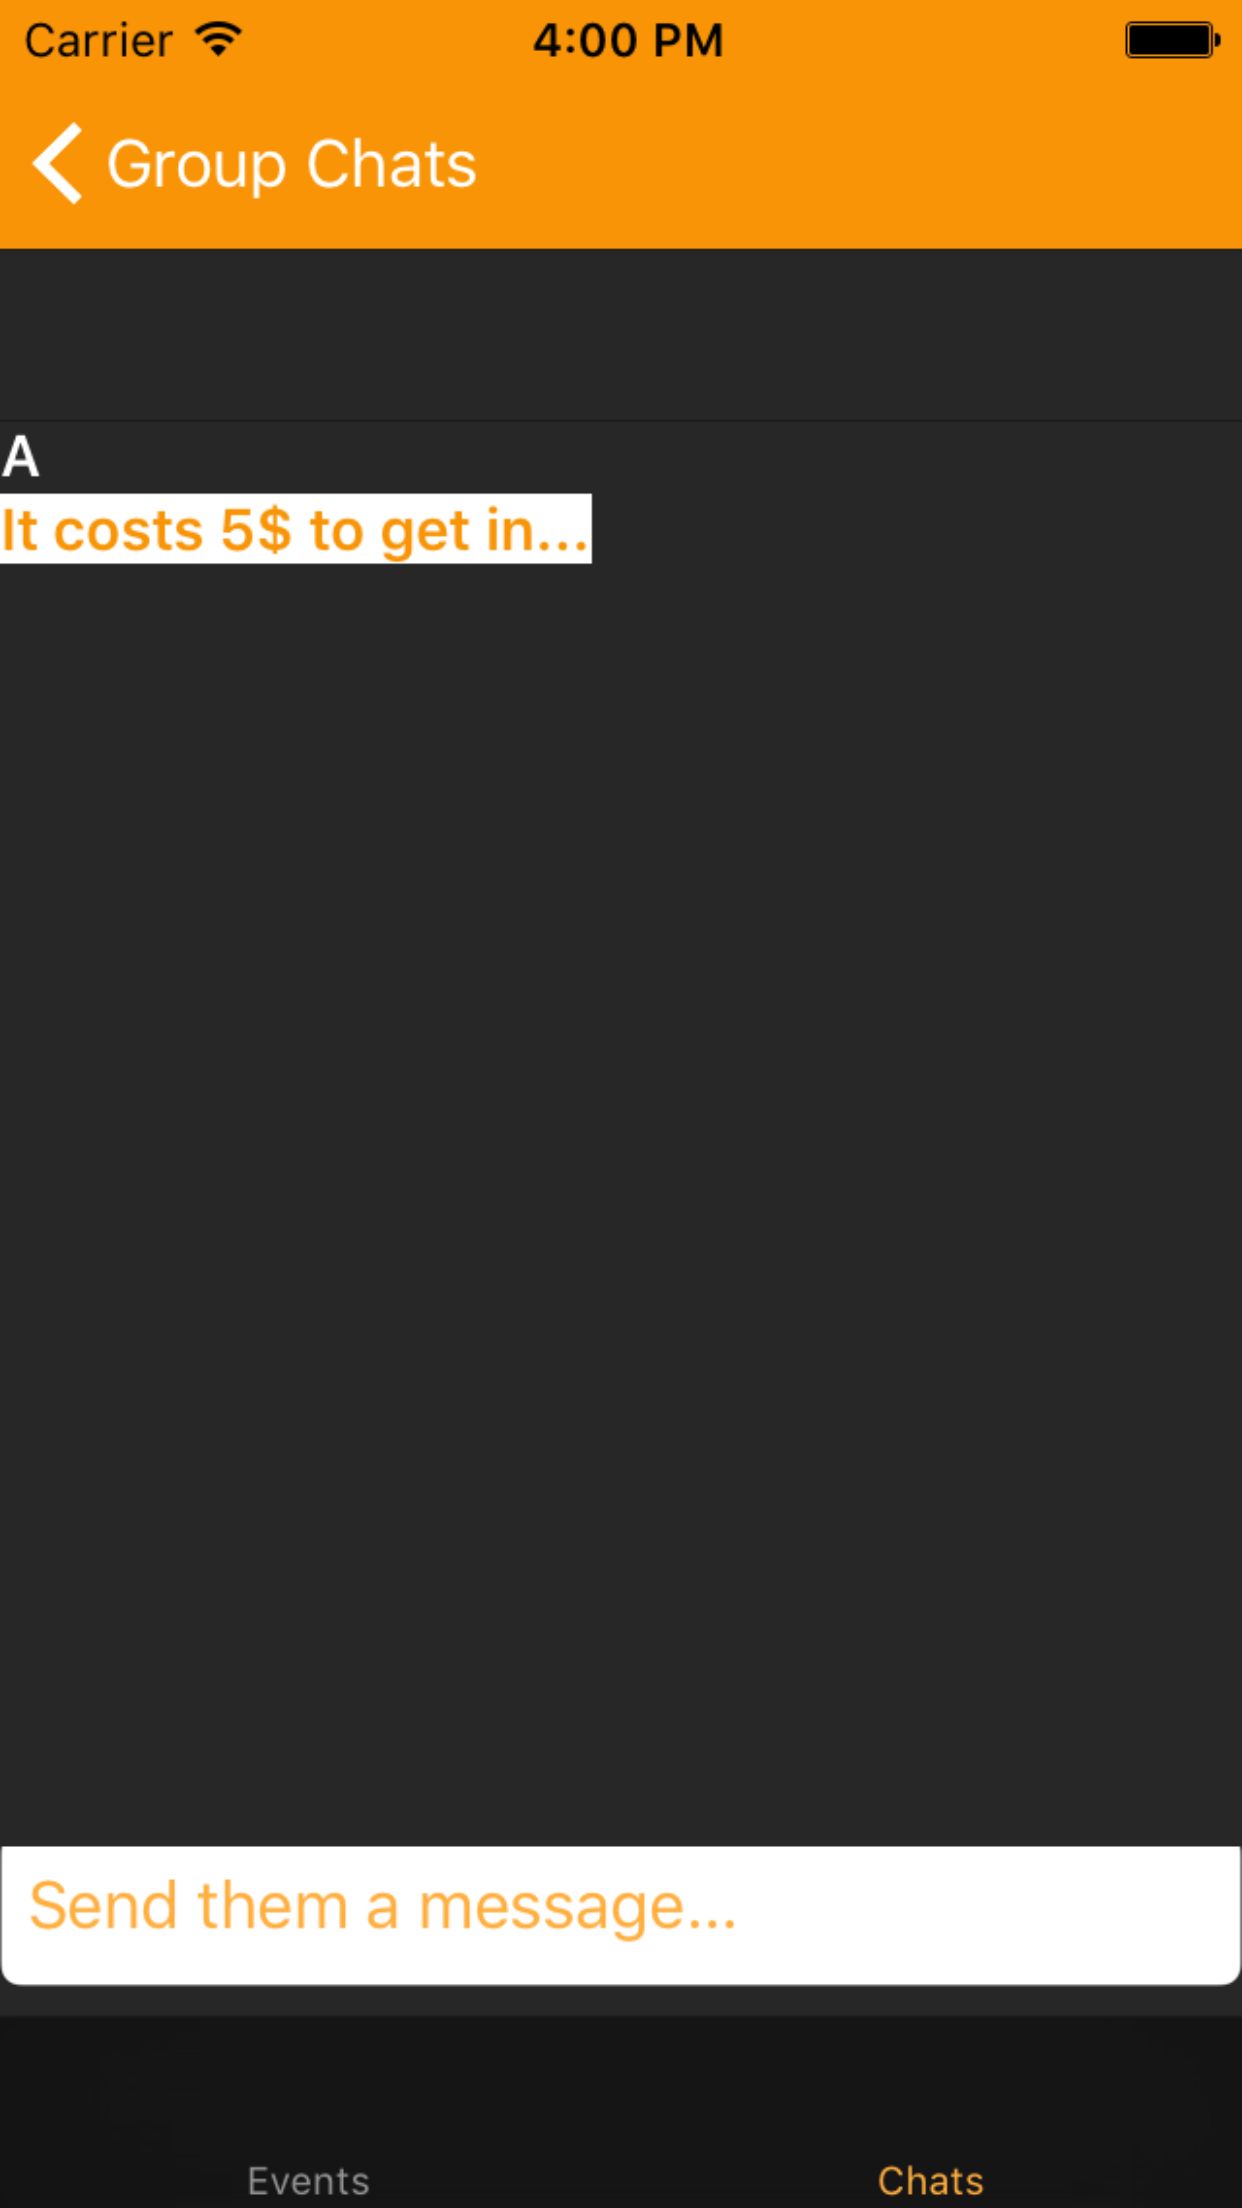 Carrier 4:00 PM
Group Chats
A
It costs 5$ to get in...
Send them a message...
Events Chats